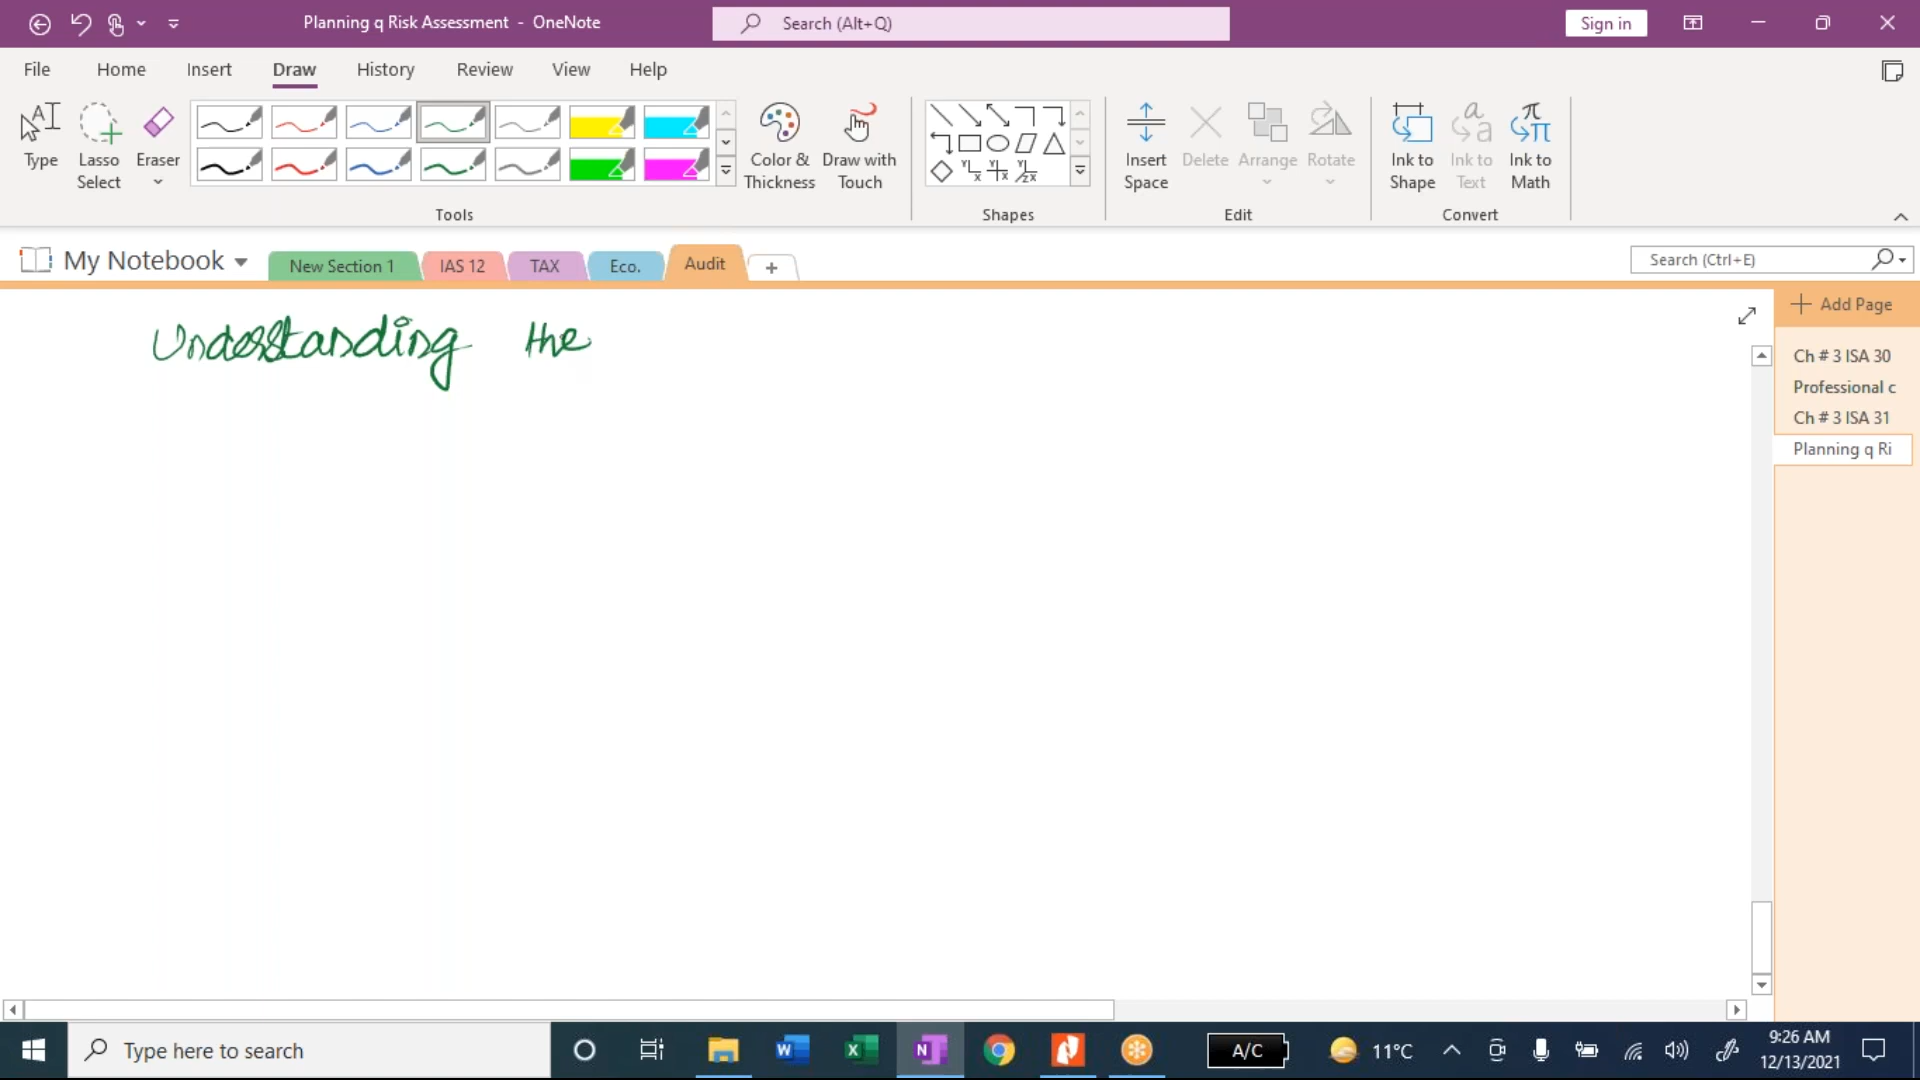 Planning q Risk Assessment - OneNote
Search (Alt+Q)
Sign in
File Home Insert Draw History Review View Help
Type
Lasso Select
Eraser
Color & Thickness
Draw with Touch
Insert Space
Delete
Arrange
Rotate
Ink to Shape
Ink to Text
Ink to Math
Tools Shapes Edit Convert
My Notebook New Section 1 IAS 12 TAX Eco. Audit +
Search (Ctrl+E)
Add Page
Understanding the
Ch # 3 ISA 30
Professional c
Ch # 3 ISA 31
Planning q Ri
Type here to search
A/C
11°C
9:26 AM
12/13/2021